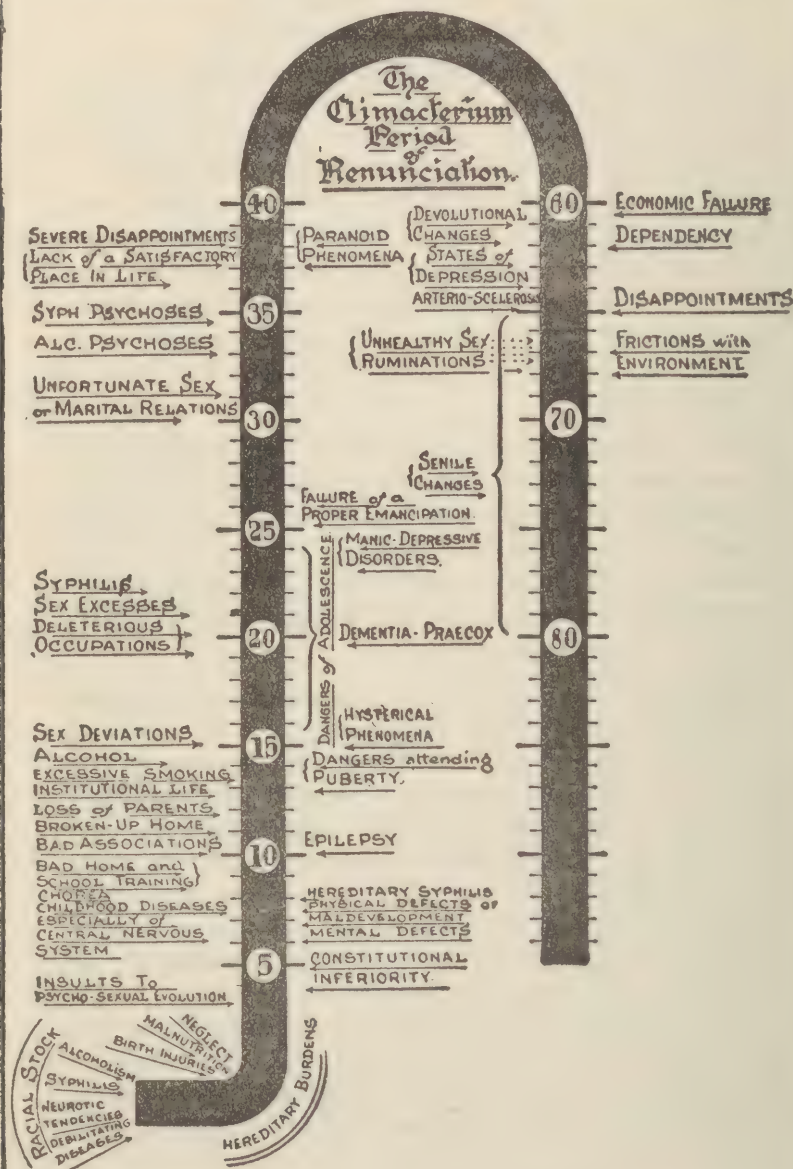 The
Climacterium
Period
of
Renunciation.
40
60
SEVERE DISAPPOINTMENTS
LACK of a SATISFACTORY
PLACE IN LIFE.
PARANOID
PHENOMENA
DEVOLUTIONAL
CHANGES
STATES of
DEPRESSION
ARTERIO-SCELEROSIS
ECONOMIC FAILURE
DEPENDENCY
DISAPPOINTMENTS
SYPH PSYCHOSES
35
ALC. PSYCHOSES
UNHEALTHY SEX
RUMINATIONS
FRICTIONS with
ENVIRONMENT
UNFORTUNATE SEX
or MARITAL RELATIONS
30
70
SENILE
CHANGES
FAILURE of a
PROPER EMANCIPATION.
25
MANIC-DEPRESSIVE
DISORDERS.
DANGERS of ADOLESCENCE
SYPHILIS
SEX EXCESSES
DELETERIOUS
OCCUPATIONS
20
DEMENTIA-PRAECOX
80
HYSTERICAL
PHENOMENA
SEX DEVIATIONS
15
ALCOHOL
EXCESSIVE SMOKING
INSTITUTIONAL LIFE
LOSS of PARENTS
BROKEN-UP HOME
BAD ASSOCIATIONS
DANGERS attending
PUBERTY.
10
EPILEPSY
BAD HOME and
SCHOOL TRAINING
CHOREA
CHILDHOOD DISEASES
ESPECIALLY of
CENTRAL NERVOUS
SYSTEM
HEREDITARY SYPHILIS
PHYSICAL DEFECTS or
MALDEVELOPMENT
MENTAL DEFECTS
5
CONSTITUTIONAL
INFERIORITY.
INSULTS To
PSYCHO-SEXUAL EVOLUTION
NEGLECT
MALNUTRITION
BIRTH INJURIES
RACIAL STOCK
ALCOHOLISM
SYPHILIS
NEUROTIC
TENDENCIES
DEBILITATING
DISEASES
HEREDITARY BURDENS